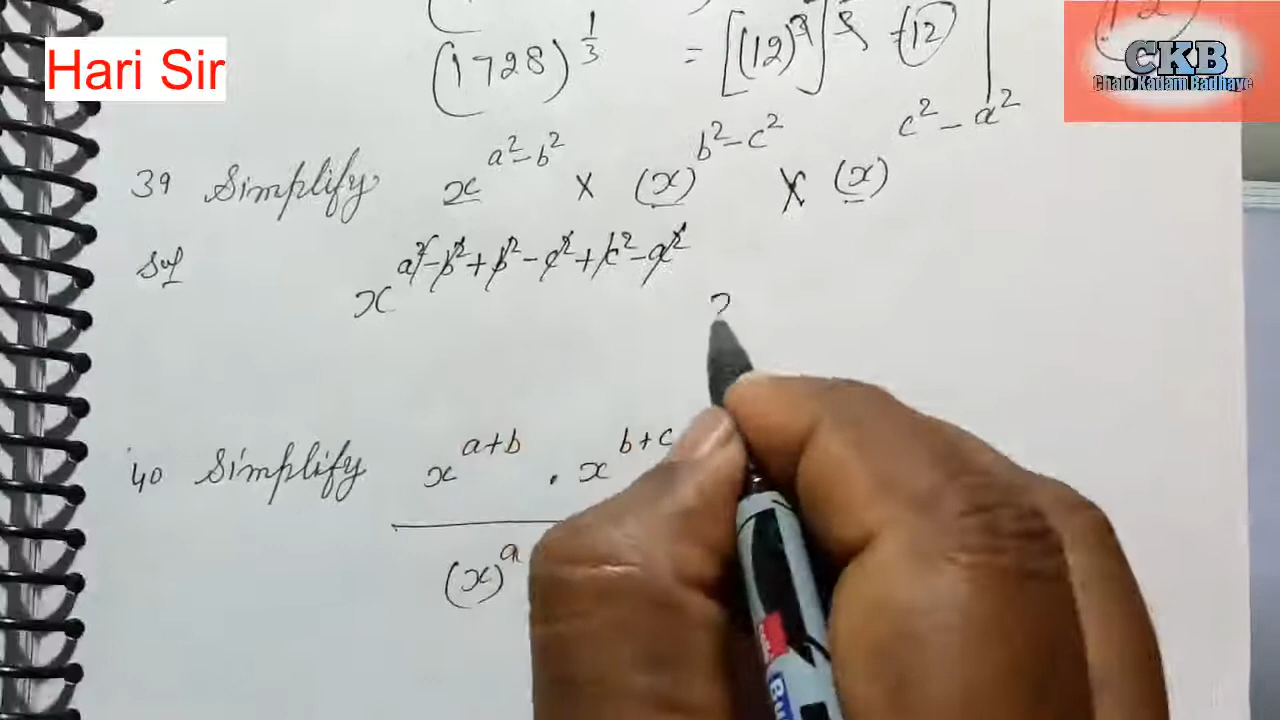 Hari Sir
CKB
Chalo Kadam Badhaye
(1728)^{1/3} = [(12)^3]^{1/3} = (12)
39 Simplify x^{a²-b²} × (x)^{b²-c²} × (x)^{c²-a²}
Sol x^{a²-b²+b²-c²+c²-a²}
40 Simplify x^{a+b} . x^{b+c}
(x)^a